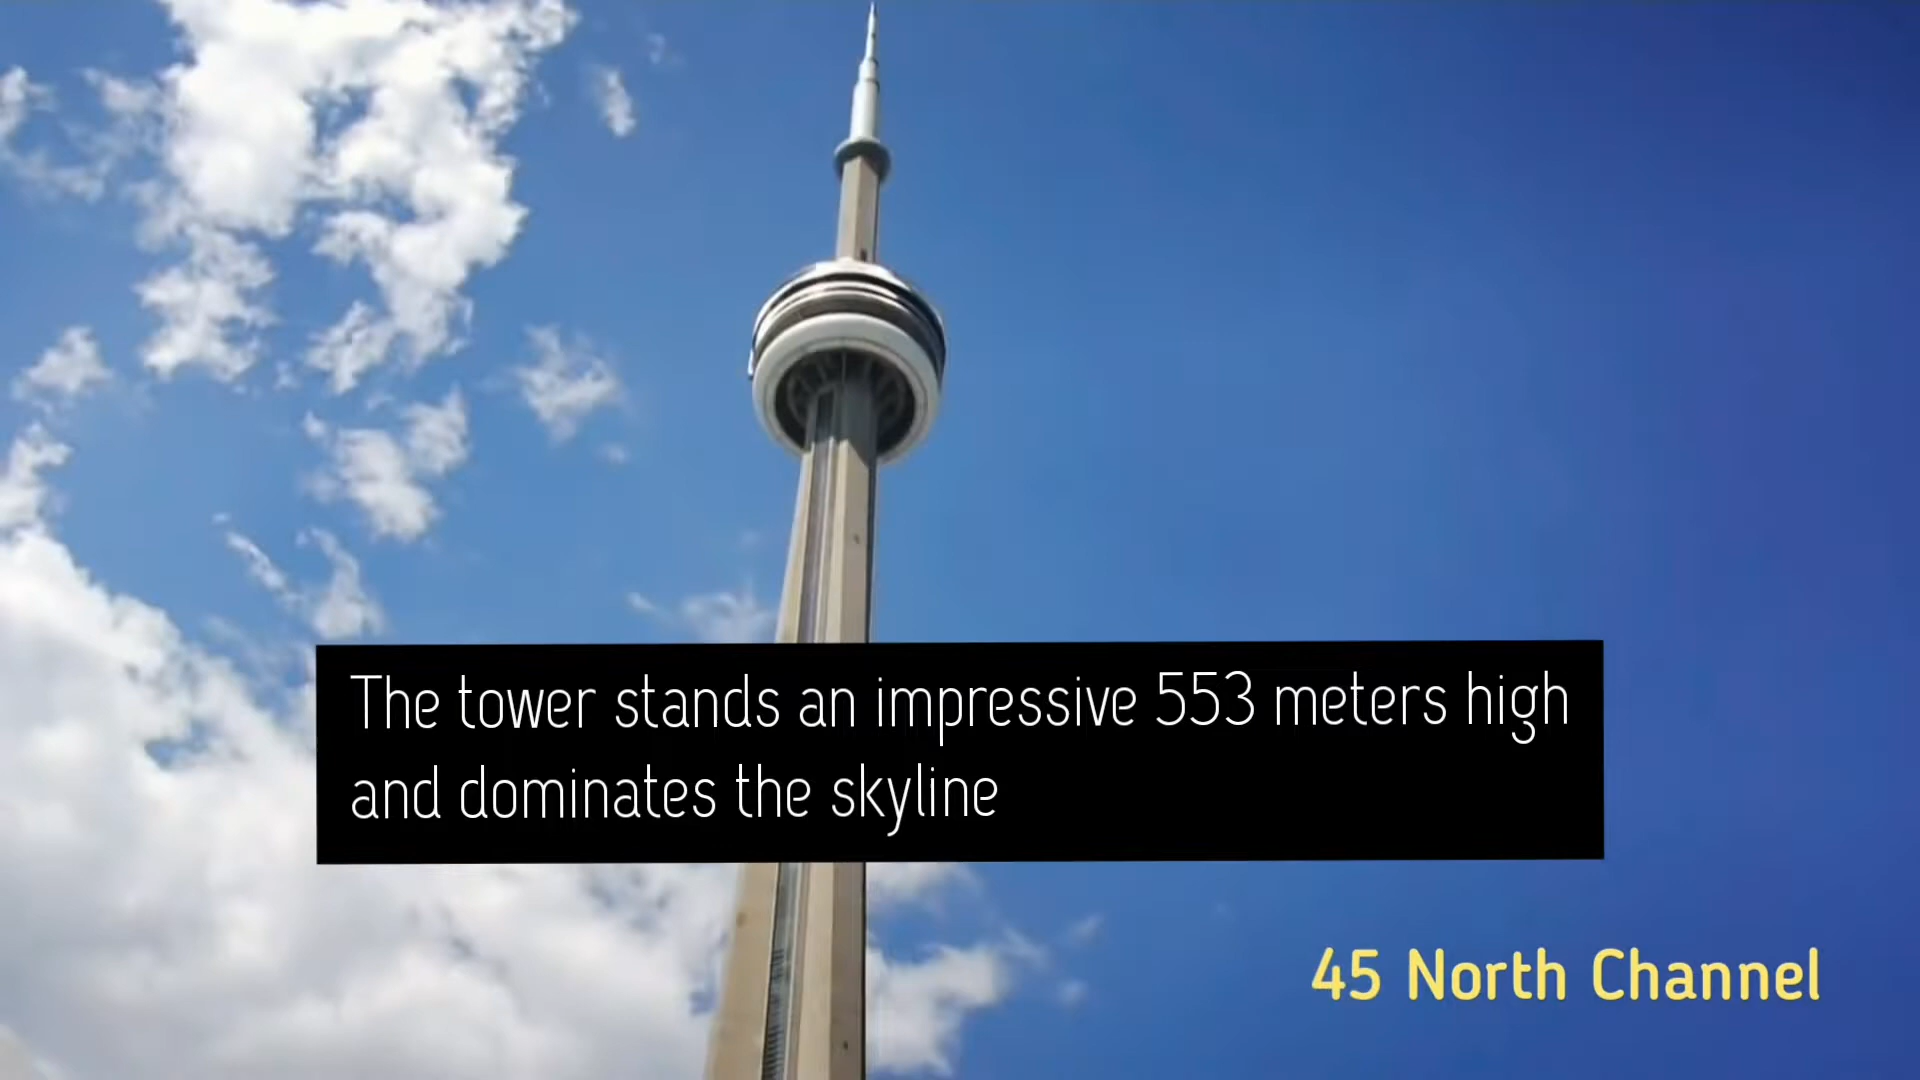 The tower stands an impressive 553 meters high
and dominates the skyline
45 North Channel